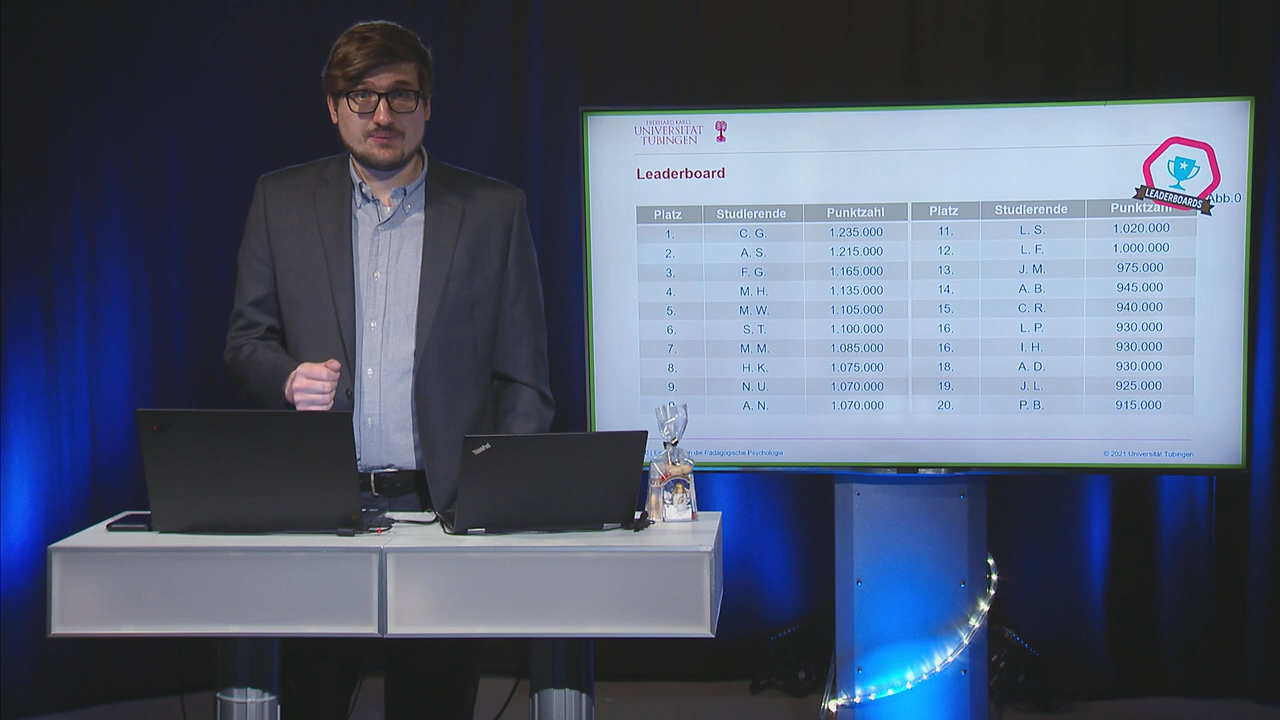 EBERHARD KARLS
UNIVERSITÄT
TÜBINGEN
Leaderboard
LEADERBOARDS
Abb.0
Platz Studierende Punktzahl Platz Studierende Punktzahl
1. C. G. 1.235.000 11. L. S. 1.020.000
2. A. S. 1.215.000 12. L. F. 1.000.000
3. F. G. 1.165.000 13. J. M. 975.000
4. M. H. 1.135.000 14. A. B. 945.000
5. M. W. 1.105.000 15. C. R. 940.000
6. S. T. 1.100.000 16. L. P. 930.000
7. M. M. 1.085.000 16. I. H. 930.000
8. H. K. 1.075.000 18. A. D. 930.000
9. N. U. 1.070.000 19. J. L. 925.000
A. N. 1.070.000 20. P. B. 915.000
die Pädagogische Psychologie © 2021 Universität Tübingen
ThinkPad